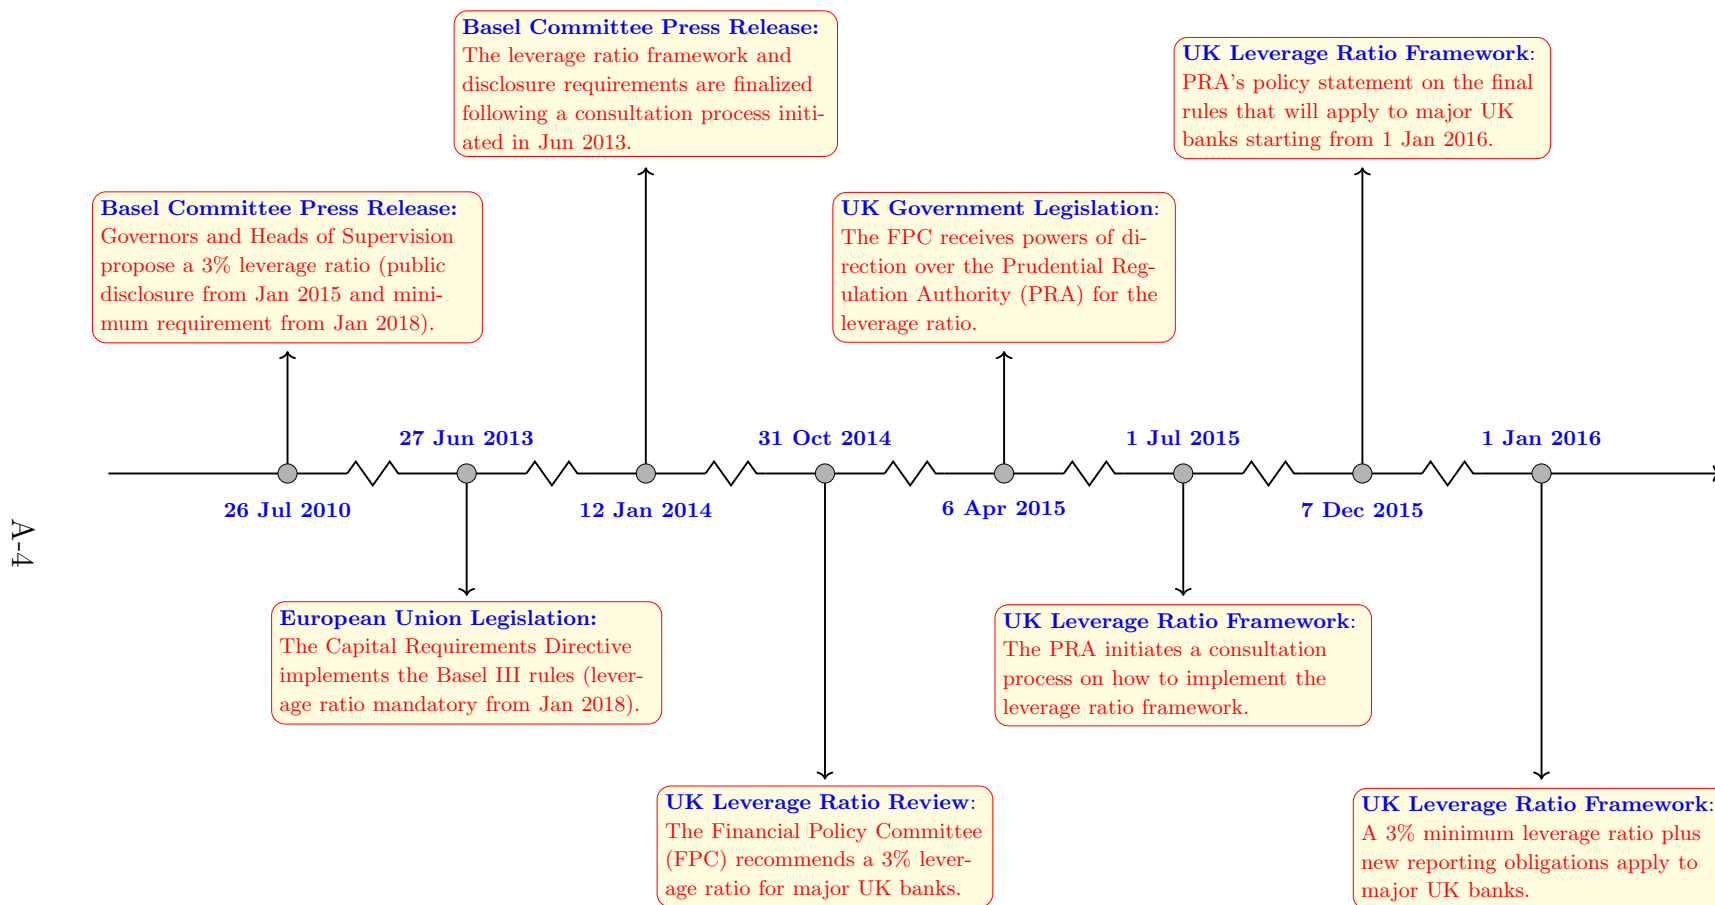 Basel Committee Press Release:
The leverage ratio framework and
disclosure requirements are finalized
following a consultation process initi-
ated in Jun 2013.
UK Leverage Ratio Framework:
PRA's policy statement on the final
rules that will apply to major UK
banks starting from 1 Jan 2016.
Basel Committee Press Release:
Governors and Heads of Supervision
propose a 3% leverage ratio (public
disclosure from Jan 2015 and mini-
mum requirement from Jan 2018).
UK Government Legislation:
The FPC receives powers of di-
rection over the Prudential Reg-
ulation Authority (PRA) for the
leverage ratio.
27 Jun 2013
31 Oct 2014
1 Jul 2015
1 Jan 2016
26 Jul 2010
12 Jan 2014
6 Apr 2015
7 Dec 2015
A-4
European Union Legislation:
The Capital Requirements Directive
implements the Basel III rules (lever-
age ratio mandatory from Jan 2018).
UK Leverage Ratio Framework:
The PRA initiates a consultation
process on how to implement the
leverage ratio framework.
UK Leverage Ratio Review:
The Financial Policy Committee
(FPC) recommends a 3% lever-
age ratio for major UK banks.
UK Leverage Ratio Framework:
A 3% minimum leverage ratio plus
new reporting obligations apply to
major UK banks.